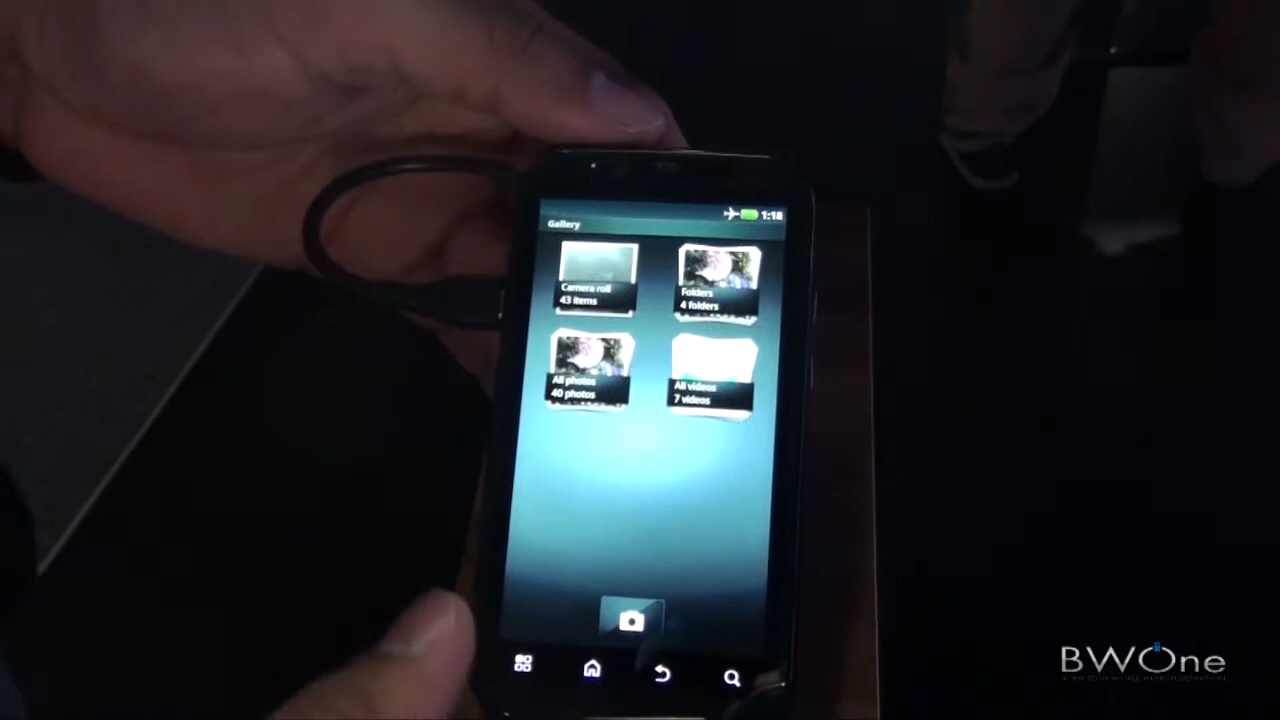 1:18
Gallery
Camera roll
43 items
Folders
4 folders
All photos
40 photos
All videos
7 videos
BWOne